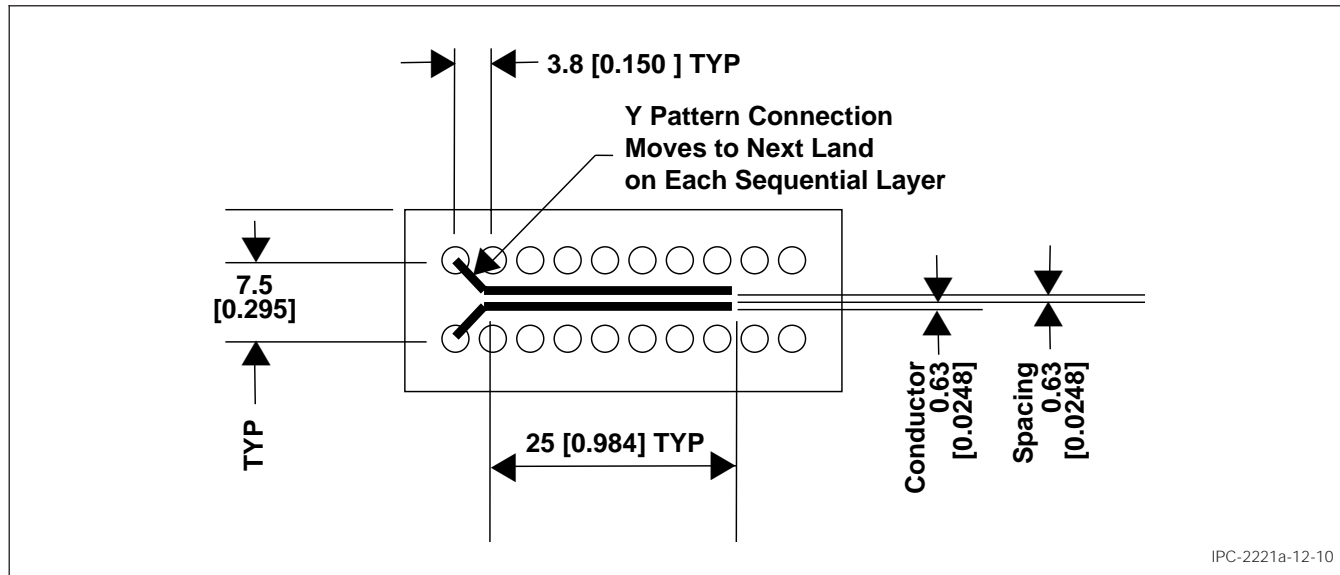 3.8 [0.150 ] TYP
Y Pattern Connection
Moves to Next Land
on Each Sequential Layer
7.5
[0.295]
TYP
25 [0.984] TYP
Conductor
0.63
[0.0248]
Spacing
0.63
[0.0248]
IPC-2221a-12-10